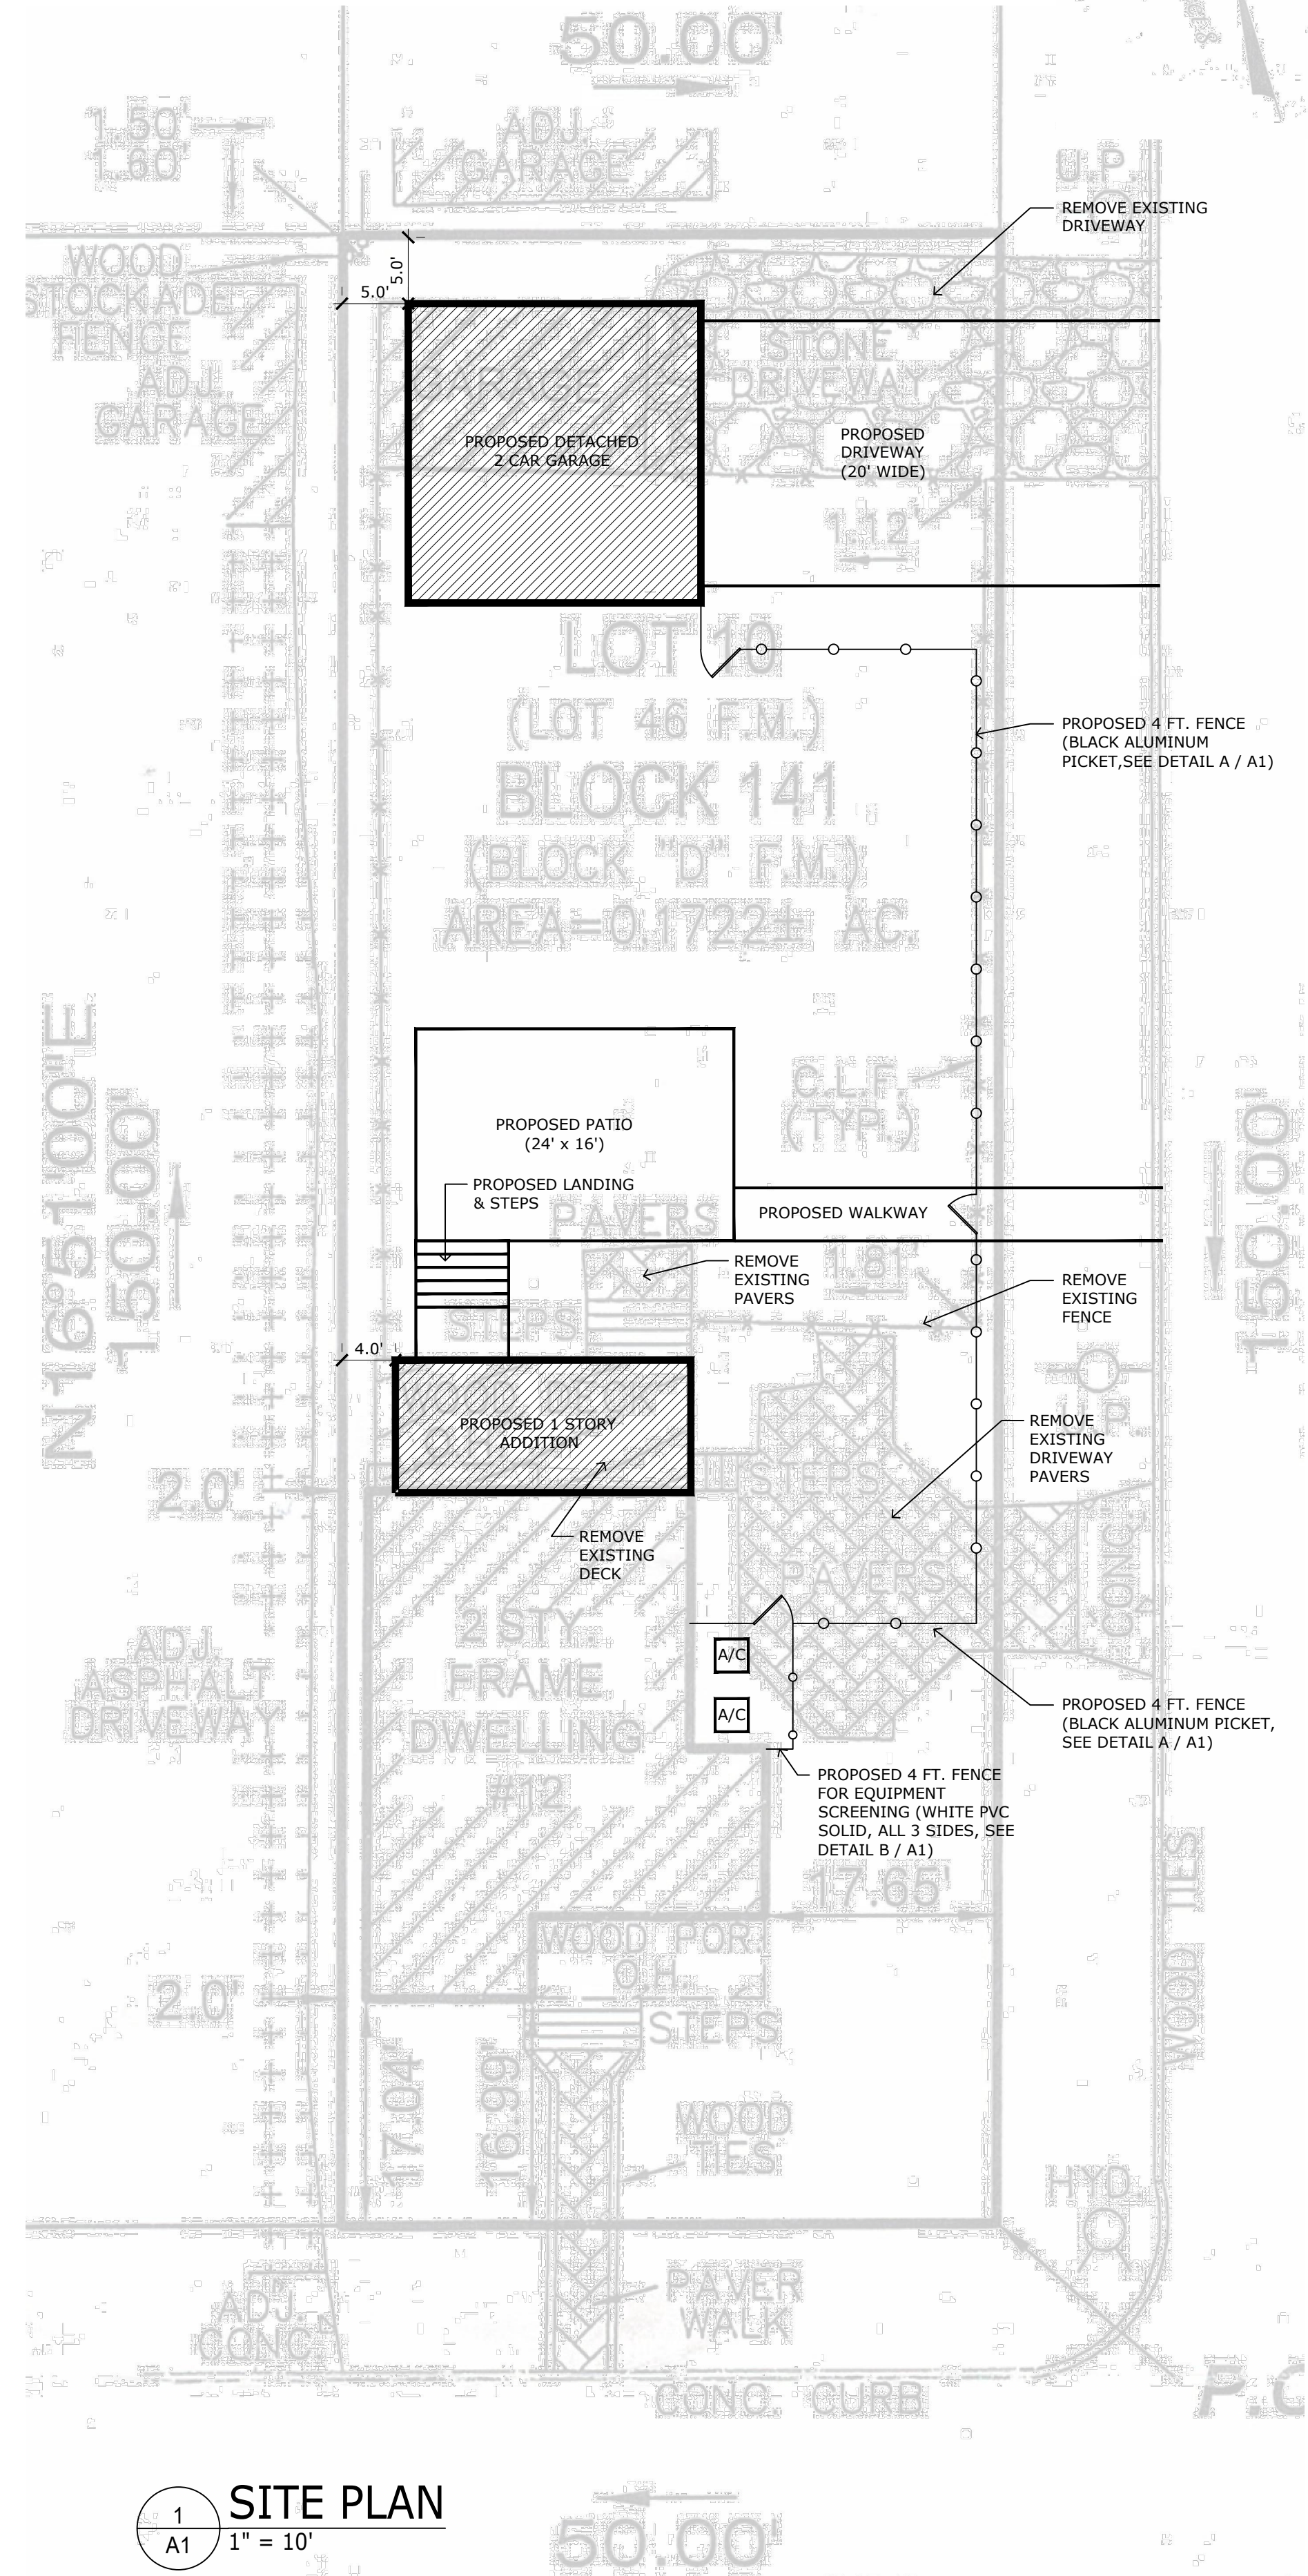 50.00'
1.50'
1.60'
ADJ.
GARAGE
U.P.
REMOVE EXISTING
DRIVEWAY
WOOD
STOCKADE
FENCE
5.0'
5.0'
ADJ.
GARAGE
GARAGE
STONE
DRIVEWAY
PROPOSED DETACHED
2 CAR GARAGE
PROPOSED
DRIVEWAY
(20' WIDE)
1.12'
LOT 10
(LOT 46 F.M.)
BLOCK 141
(BLOCK "D" F.M.)
AREA=0.1722± AC.
PROPOSED 4 FT. FENCE
(BLACK ALUMINUM
PICKET,SEE DETAIL A / A1)
N16°51'00"E
150.00'
150.00'
C.L.F.
(TYP.)
PROPOSED PATIO
(24' x 16')
PROPOSED LANDING
& STEPS
PAVERS
PROPOSED WALKWAY
REMOVE
EXISTING
PAVERS
1.81'
REMOVE
EXISTING
FENCE
STEPS
4.0'
PROPOSED 1 STORY
ADDITION
U.P.
REMOVE
EXISTING
DRIVEWAY
PAVERS
STEPS
2.0'
REMOVE
EXISTING
DECK
PAVERS
CONC.
2 STY.
FRAME
DWELLING
#12
ADJ.
ASPHALT
DRIVEWAY
A/C
A/C
PROPOSED 4 FT. FENCE
(BLACK ALUMINUM PICKET,
SEE DETAIL A / A1)
PROPOSED 4 FT. FENCE
FOR EQUIPMENT
SCREENING (WHITE PVC
SOLID, ALL 3 SIDES, SEE
DETAIL B / A1)
17.65'
WOOD TIES
WOOD POR
CH
2.0'
STEPS
17.04'
16.99'
WOOD
TIES
HYD.
ADJ.
CONC.
PAVER
WALK
CONC. CURB
1
A1
SITE PLAN
1" = 10'
50.00'